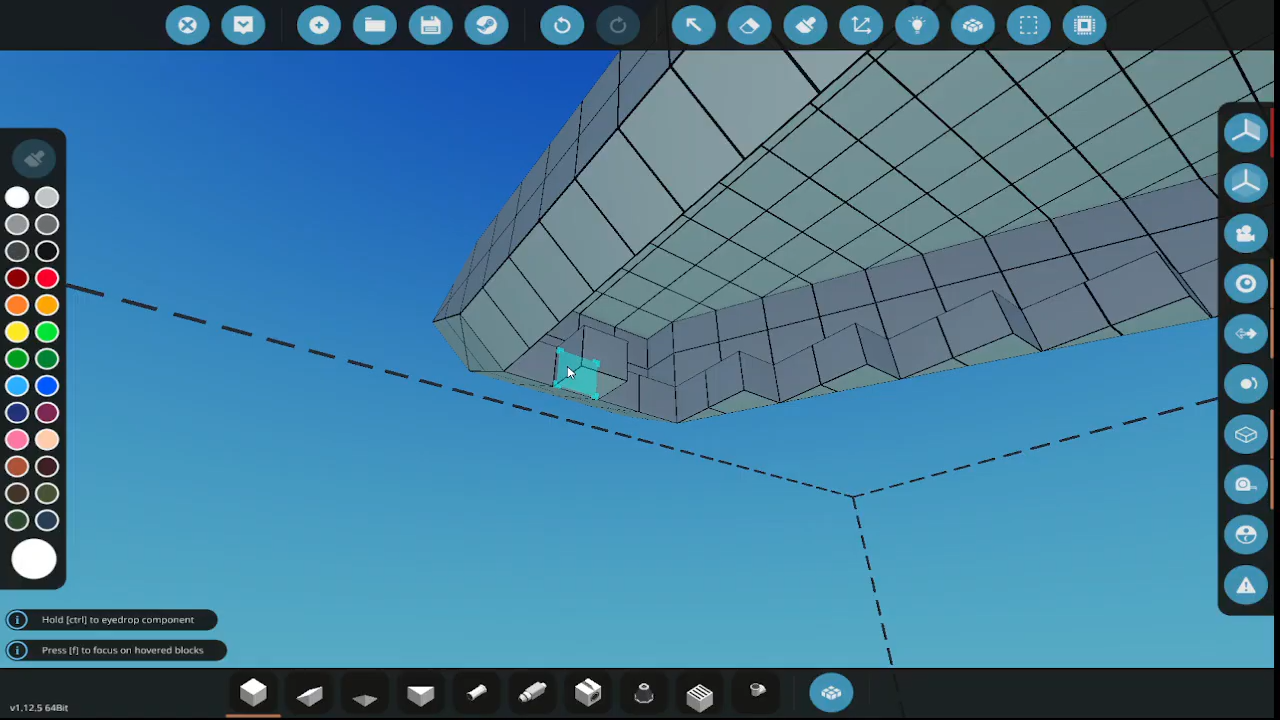 Hold [ctrl] to eyedrop component
Press [f] to focus on hovered blocks
v1.12.5 64Bit